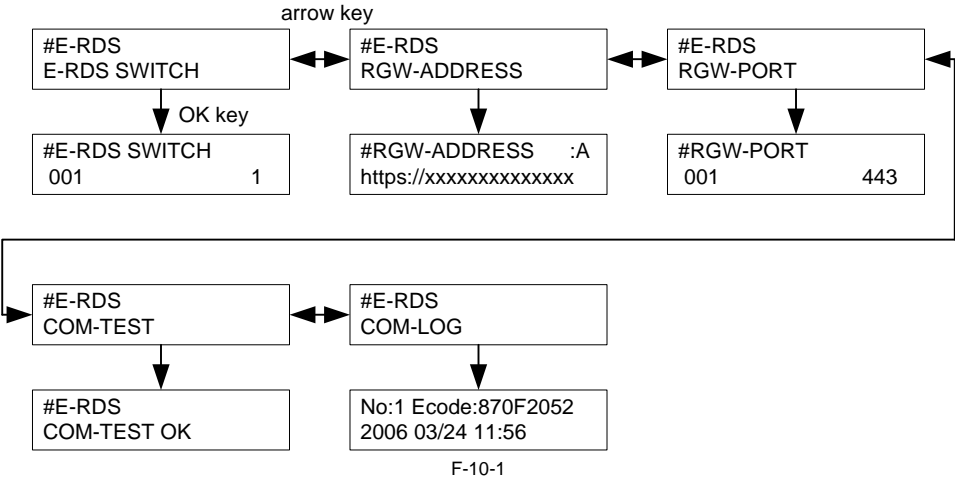 arrow key
#E-RDS
E-RDS SWITCH
#E-RDS
RGW-ADDRESS
#E-RDS
RGW-PORT
OK key
#E-RDS SWITCH
001 1
#RGW-ADDRESS :A
https://xxxxxxxxxxxxxx
#RGW-PORT
001 443
#E-RDS
COM-TEST
#E-RDS
COM-LOG
#E-RDS
COM-TEST OK
No:1 Ecode:870F2052
2006 03/24 11:56
F-10-1